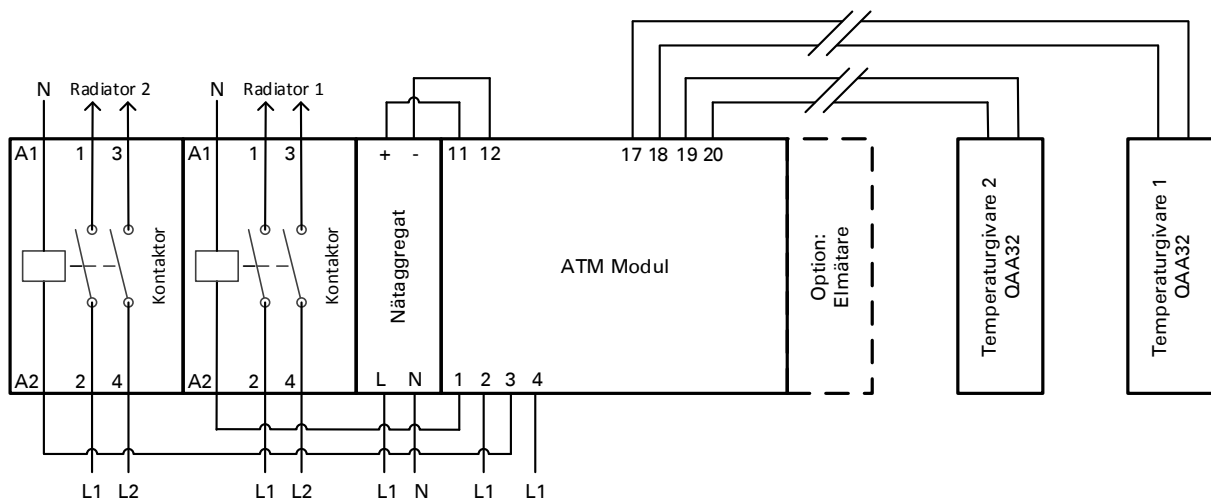 N Radiator 2 N Radiator 1
A1 1 3 A1 1 3 + - 11 12 17 18 19 20
Kontaktor
Kontaktor
Nätaggregat
ATM Modul
Option:
Elmätare
Temperaturgivare 2
QAA32
Temperaturgivare 1
QAA32
A2 2 4 A2 2 4 L N 1 2 3 4
L1 L2 L1 L2 L1 N L1 L1